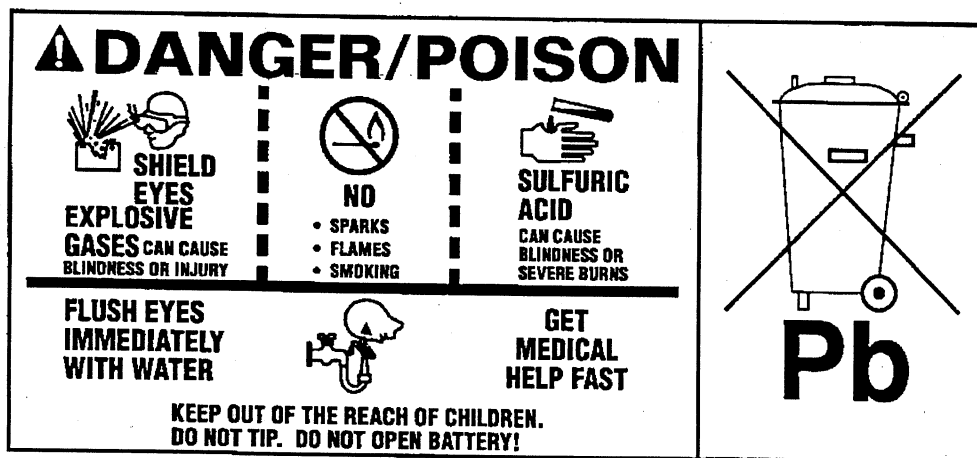 DANGER/POISON
SHIELD
EYES
EXPLOSIVE
GASES CAN CAUSE
BLINDNESS OR INJURY
NO
• SPARKS
• FLAMES
• SMOKING
SULFURIC
ACID
CAN CAUSE
BLINDNESS OR
SEVERE BURNS
FLUSH EYES
IMMEDIATELY
WITH WATER
GET
MEDICAL
HELP FAST
KEEP OUT OF THE REACH OF CHILDREN.
DO NOT TIP. DO NOT OPEN BATTERY!
Pb